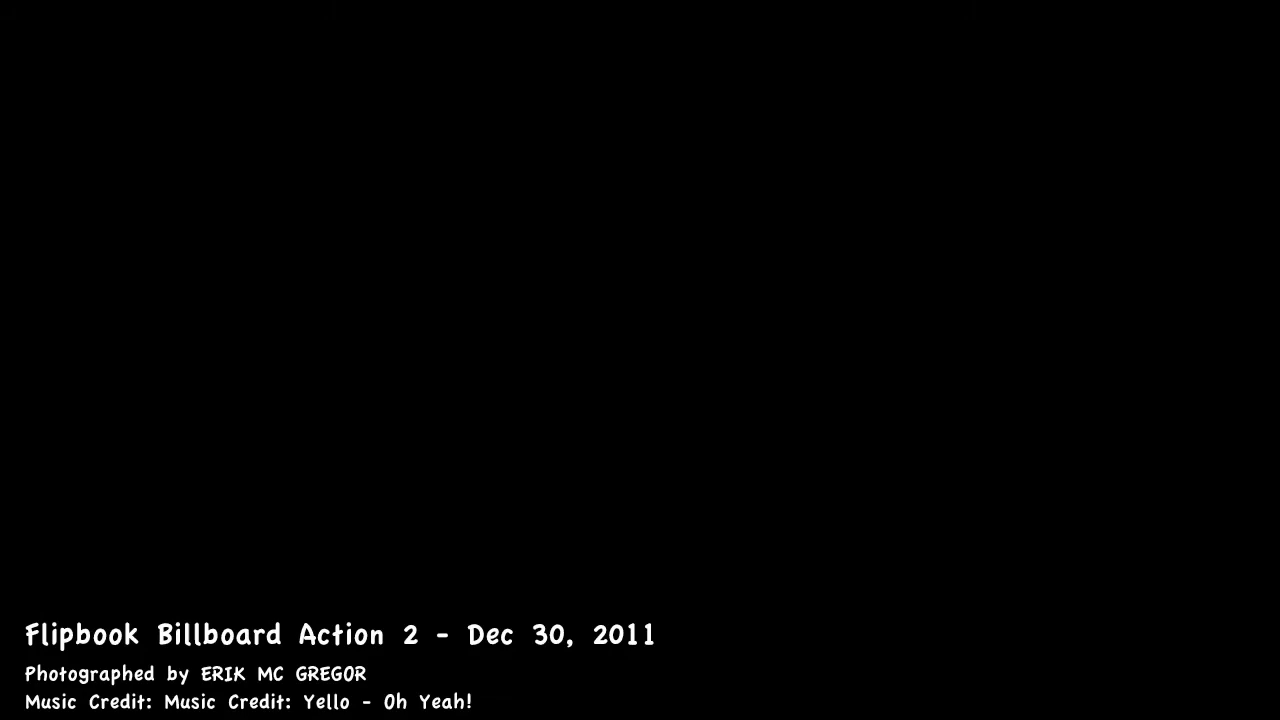 Flipbook Billboard Action 2 - Dec 30, 2011
Photographed by ERIK MC GREGOR
Music Credit: Music Credit: Yello - Oh Yeah!